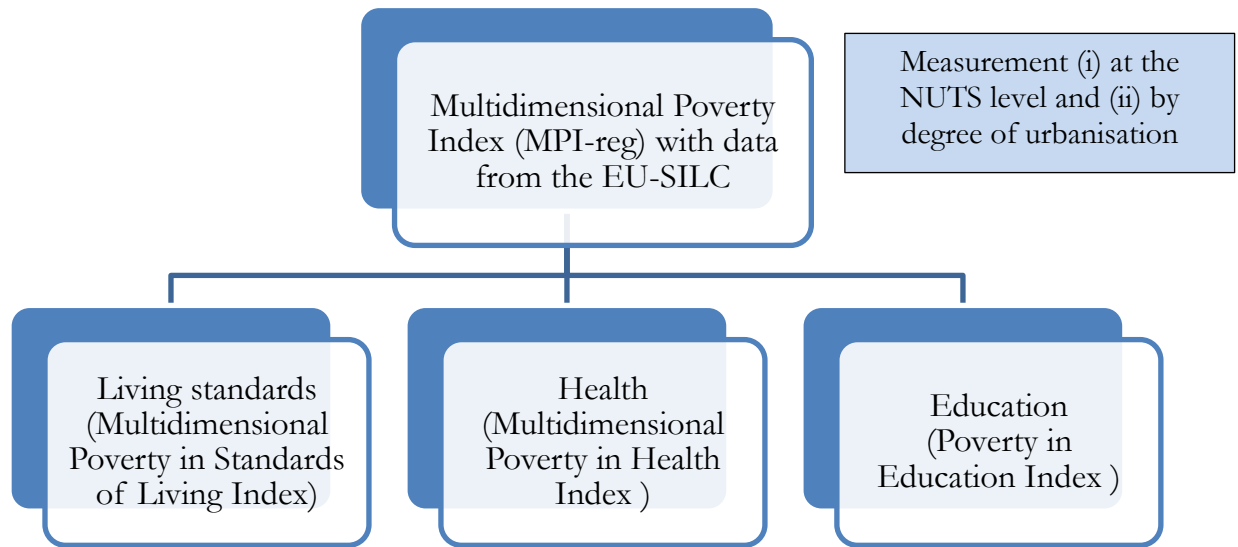 Multidimensional Poverty
Index (MPI-reg) with data
from the EU-SILC
Measurement (i) at the
NUTS level and (ii) by
degree of urbanisation
Living standards
(Multidimensional
Poverty in Standards
of Living Index)
Health
(Multidimensional
Poverty in Health
Index )
Education
(Poverty in
Education Index )